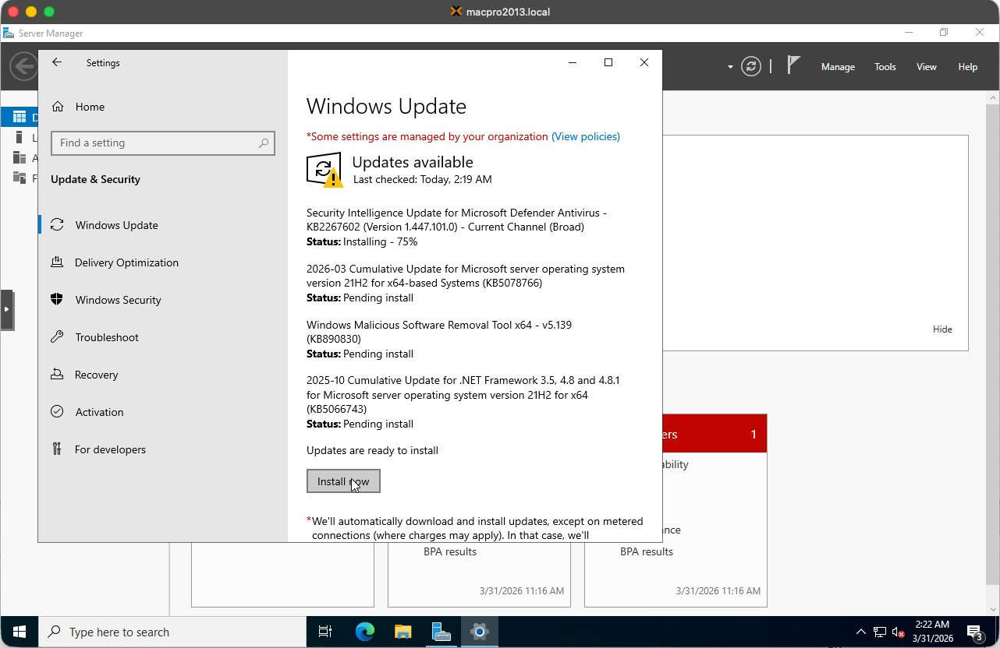 macpro2013.local
Server Manager
Manage
Tools
View
Help
Settings
Home
Find a setting
Update & Security
Windows Update
Delivery Optimization
Windows Security
Troubleshoot
Recovery
Activation
For developers
Windows Update
*Some settings are managed by your organization (View policies)
Updates available
Last checked: Today, 2:19 AM
Security Intelligence Update for Microsoft Defender Antivirus -
KB2267602 (Version 1.447.101.0) - Current Channel (Broad)
Status: Installing - 75%
2026-03 Cumulative Update for Microsoft server operating system
version 21H2 for x64-based Systems (KB5078766)
Status: Pending install
Windows Malicious Software Removal Tool x64 - v5.139
(KB890830)
Status: Pending install
2025-10 Cumulative Update for .NET Framework 3.5, 4.8 and 4.8.1
for Microsoft server operating system version 21H2 for x64
(KB5066743)
Status: Pending install
Updates are ready to install
Install now
*We'll automatically download and install updates, except on metered
connections (where charges may apply). In that case, we'll
D
L
A
F
Hide
ers 1
ability
nce
BPA results
BPA results
3/31/2026 11:16 AM
3/31/2026 11:16 AM
Type here to search
2:22 AM
3/31/2026
3